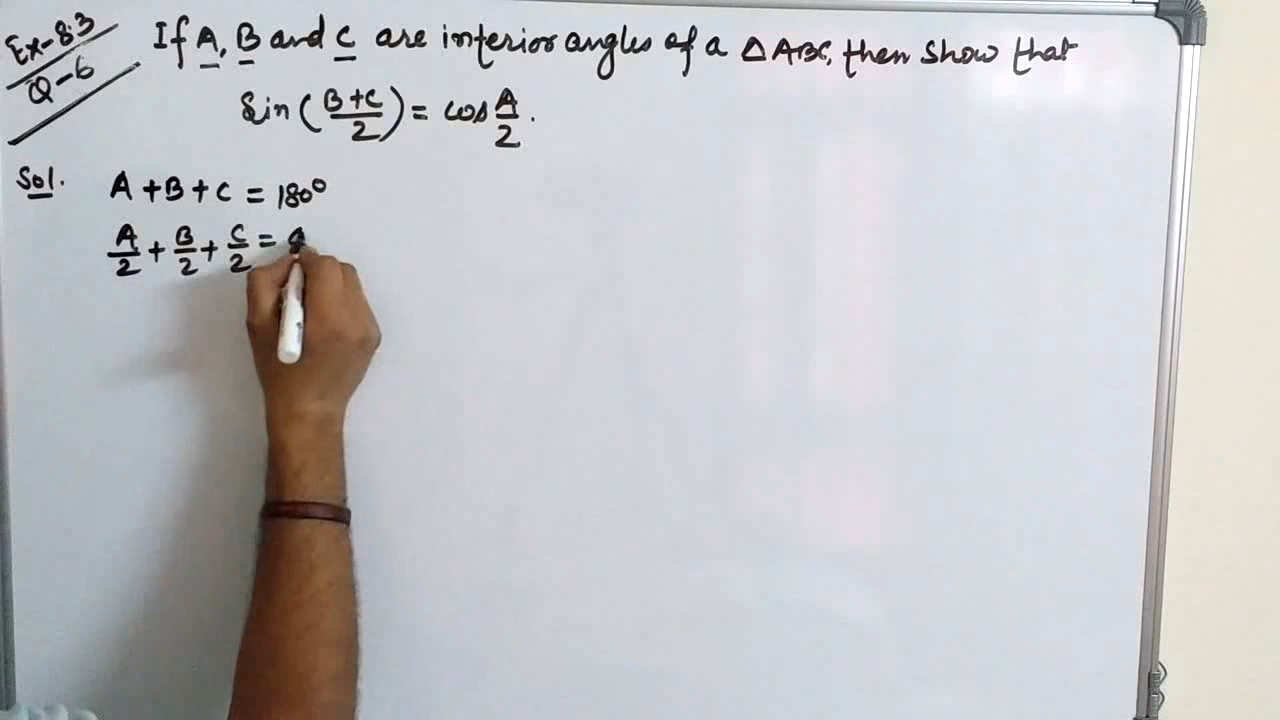 Ex-8.3
Q-6
If A, B and C are interior angles of a △ ABC, then show that
Sin (B+C/2) = cos A/2.
Sol. A + B + C = 180°
A/2 + B/2 + C/2 = 9